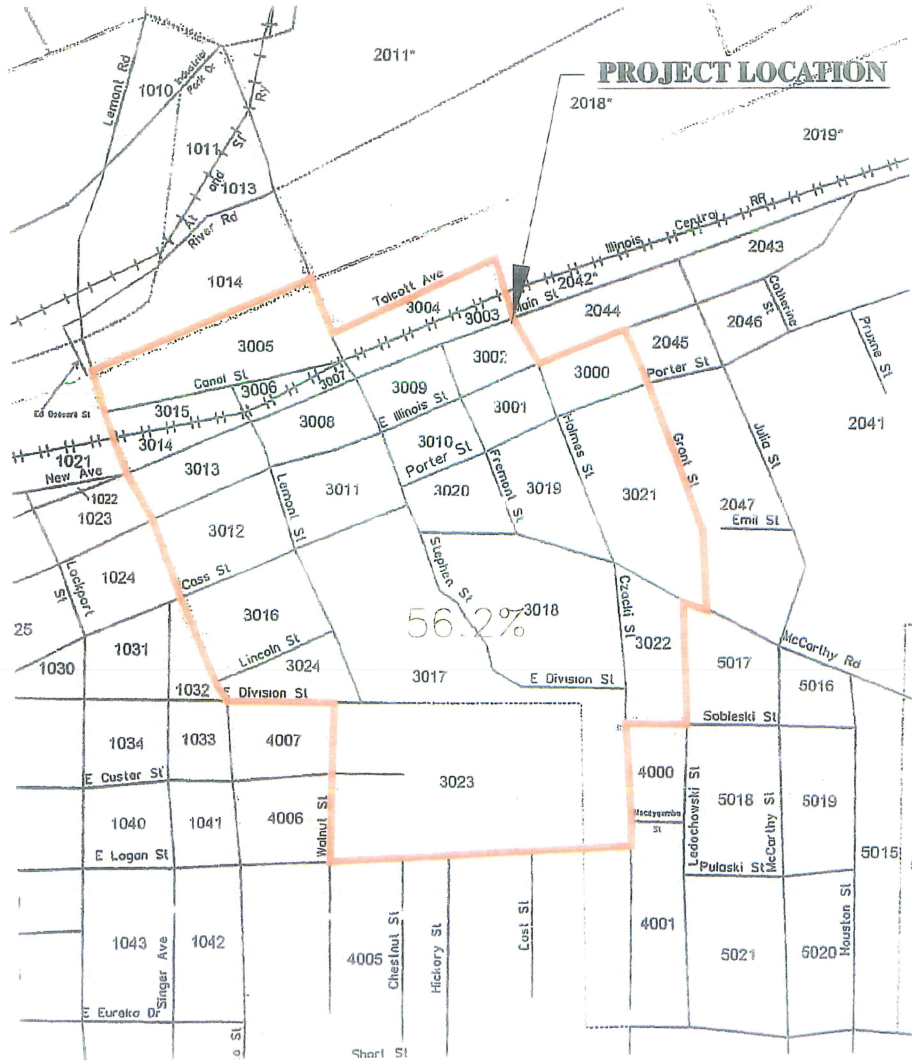 2011"
PROJECT LOCATION
2018"
2019"
Lemont Rd
1010
Industrial
Park Dr
1011
At and Sf Ry
1013
River Rd
1014
Illinois Central RR
2043
2042"
Main St
Talcott Ave
3004
3003
2044
Catherine
St
2046
2045
3005
3002
3000
Porter St
Pruxne St
Canal St
3006
3007
3009
3015
E Illinois St
3001
3008
3014
1021
New Ave
1022
1023
3013
3010
Porter St
3020
Fremont St
3019
Holmes St
3021
Grant St
Julia St
2041
2047
Emil St
Lemont St
3011
3012
Lockport
St
1024
Cass St
Stephen St
3018
56.2%
Czacki St
3022
McCarthy Rd
25
1030
1031
3016
Lincoln St
3024
3017
E Division St
5017
5016
1032
E Division St
Sobieski St
1034
1033
4007
E Custer St
3023
4000
Ledochowski St
5018
McCarthy St
5019
1040
1041
4006
Walnut St
St
E Logan St
Pulaski St
5015
1043
Singer Ave
1042
4005
Chestnut St
Hickory St
4001
5021
5020
Houston St
E Eureka Dr
Short St